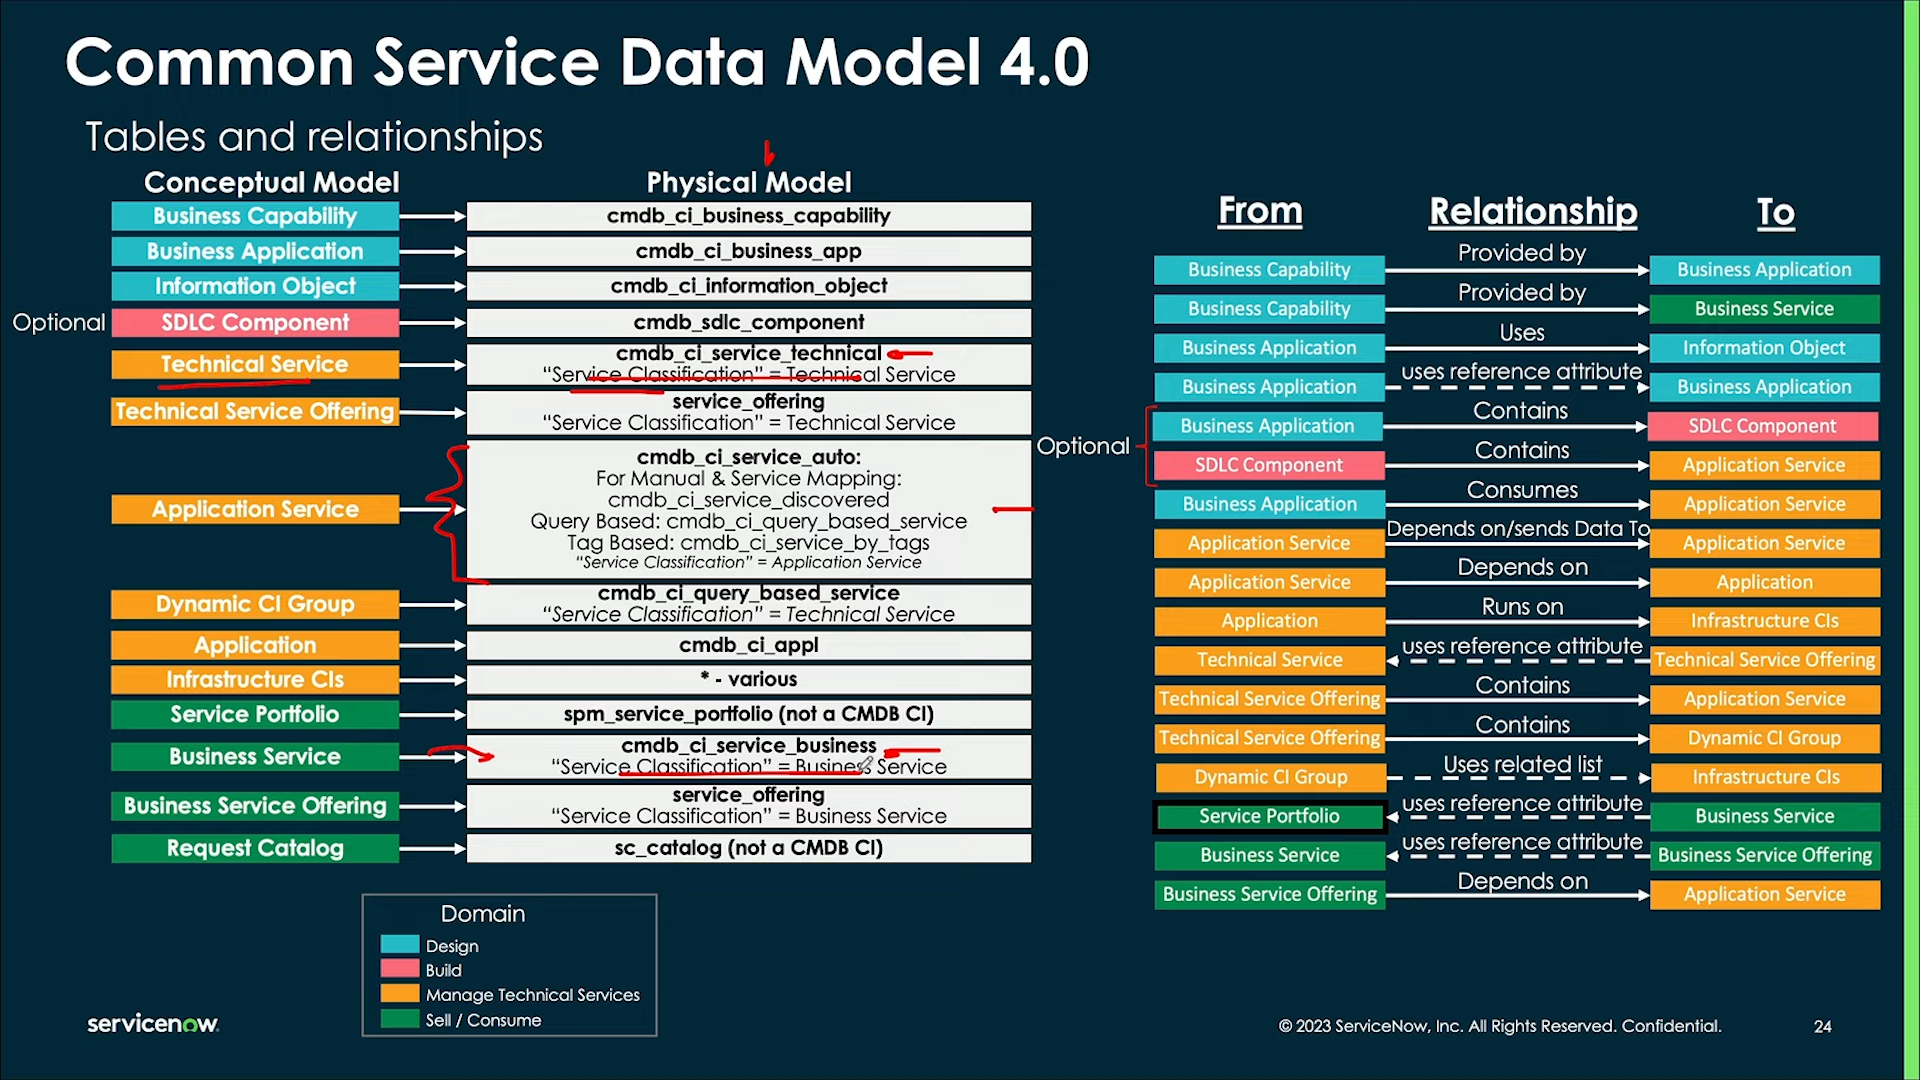 Common Service Data Model 4.0
Tables and relationships
Conceptual Model
Physical Model
Business Capability
cmdb_ci_business_capability
Business Application
cmdb_ci_business_app
Information Object
cmdb_ci_information_object
Optional
SDLC Component
cmdb_sdlc_component
Technical Service
cmdb_ci_service_technical
“Service Classification” = Technical Service
Technical Service Offering
service_offering
“Service Classification” = Technical Service
Application Service
cmdb_ci_service_auto:
For Manual & Service Mapping:
cmdb_ci_service_discovered
Query Based: cmdb_ci_query_based_service
Tag Based: cmdb_ci_service_by_tags
“Service Classification” = Application Service
Dynamic CI Group
cmdb_ci_query_based_service
“Service Classification” = Technical Service
Application
cmdb_ci_appl
Infrastructure CIs
* - various
Service Portfolio
spm_service_portfolio (not a CMDB CI)
Business Service
cmdb_ci_service_business
“Service Classification” = Business Service
Business Service Offering
service_offering
“Service Classification” = Business Service
Request Catalog
sc_catalog (not a CMDB CI)
From
Relationship
To
Business Capability
Provided by
Business Application
Business Capability
Provided by
Business Service
Business Application
Uses
Information Object
Business Application
uses reference attribute
Business Application
Optional
Business Application
Contains
SDLC Component
SDLC Component
Contains
Application Service
Business Application
Consumes
Application Service
Application Service
Depends on/sends Data To
Application Service
Application Service
Depends on
Application
Application
Runs on
Infrastructure CIs
Technical Service
uses reference attribute
Technical Service Offering
Technical Service Offering
Contains
Application Service
Technical Service Offering
Contains
Dynamic CI Group
Dynamic CI Group
Uses related list
Infrastructure CIs
Service Portfolio
uses reference attribute
Business Service
Business Service
uses reference attribute
Business Service Offering
Business Service Offering
Depends on
Application Service
Domain
Design
Build
Manage Technical Services
Sell / Consume
servicenow.
© 2023 ServiceNow, Inc. All Rights Reserved. Confidential.
24